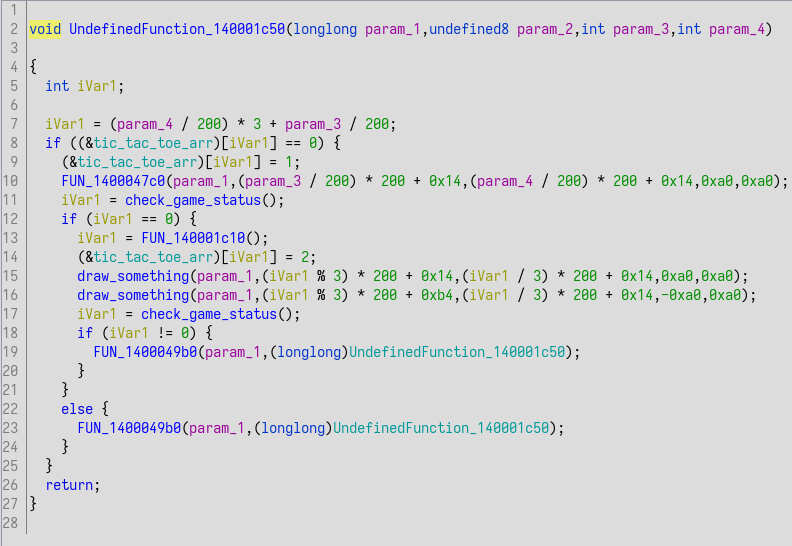 1
2 void UndefinedFunction_140001c50(longlong param_1,undefined8 param_2,int param_3,int param_4)
3
4 {
5   int iVar1;
6
7   iVar1 = (param_4 / 200) * 3 + param_3 / 200;
8   if ((&tic_tac_toe_arr)[iVar1] == 0) {
9     (&tic_tac_toe_arr)[iVar1] = 1;
10     FUN_1400047c0(param_1,(param_3 / 200) * 200 + 0x14,(param_4 / 200) * 200 + 0x14,0xa0,0xa0);
11     iVar1 = check_game_status();
12     if (iVar1 == 0) {
13       iVar1 = FUN_140001c10();
14       (&tic_tac_toe_arr)[iVar1] = 2;
15       draw_something(param_1,(iVar1 % 3) * 200 + 0x14,(iVar1 / 3) * 200 + 0x14,0xa0,0xa0);
16       draw_something(param_1,(iVar1 % 3) * 200 + 0xb4,(iVar1 / 3) * 200 + 0x14,-0xa0,0xa0);
17       iVar1 = check_game_status();
18       if (iVar1 != 0) {
19         FUN_1400049b0(param_1,(longlong)UndefinedFunction_140001c50);
20       }
21     }
22     else {
23       FUN_1400049b0(param_1,(longlong)UndefinedFunction_140001c50);
24     }
25   }
26   return;
27 }
28